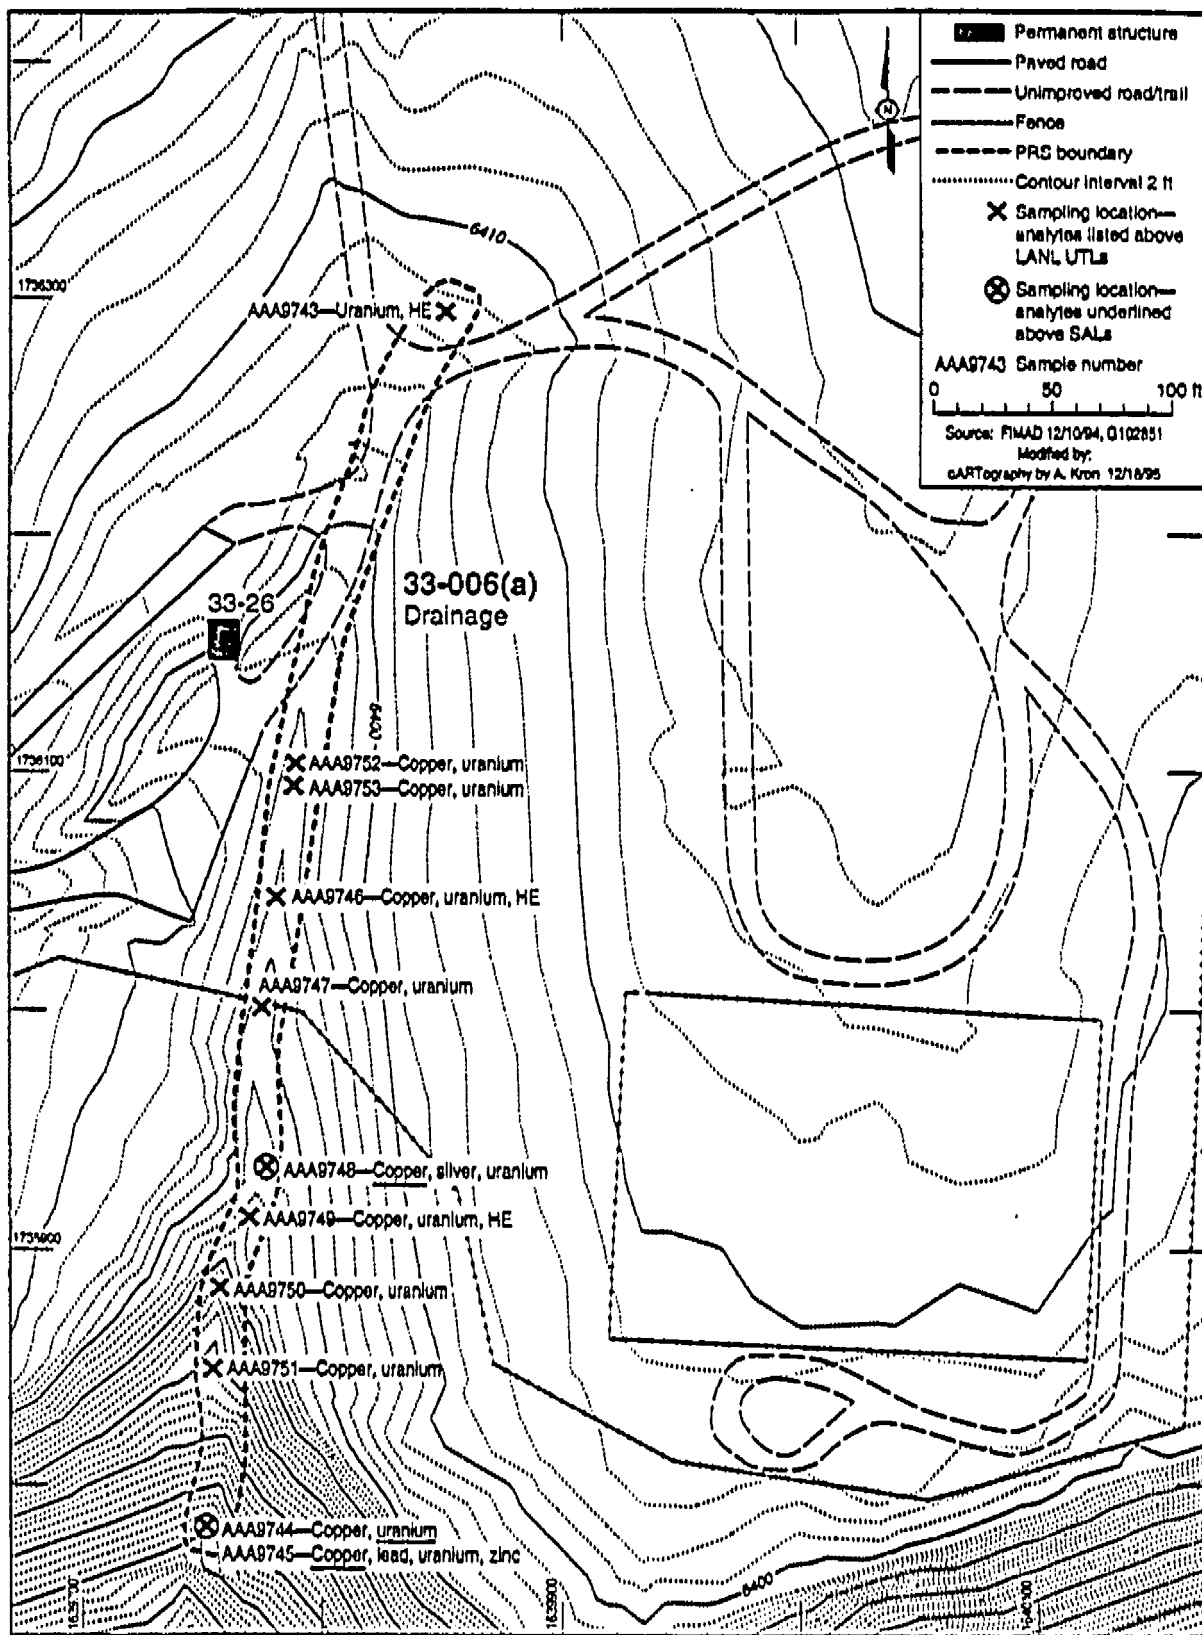 Permanent structure
Paved road
Unimproved road/trail
Fence
PRS boundary
Contour interval 2 ft
Sampling location—
analytes listed above
LANL UTLs
Sampling location—
analytes underlined
above SALs
AAA9743 Sample number
0 50 100 ft
Source: FIMAD 12/10/94, G102851
Modified by:
cARTography by A. Kron 12/18/95
N
6410
1736300
AAA9743—Uranium, HE
33-006(a)
Drainage
33-26
6400
1736100
AAA9752—Copper, uranium
AAA9753—Copper, uranium
AAA9746—Copper, uranium, HE
AAA9747—Copper, uranium
AAA9748—Copper, silver, uranium
AAA9749—Copper, uranium, HE
1735900
AAA9750—Copper, uranium
AAA9751—Copper, uranium
AAA9744—Copper, uranium
AAA9745—Copper, lead, uranium, zinc
6400
1639900